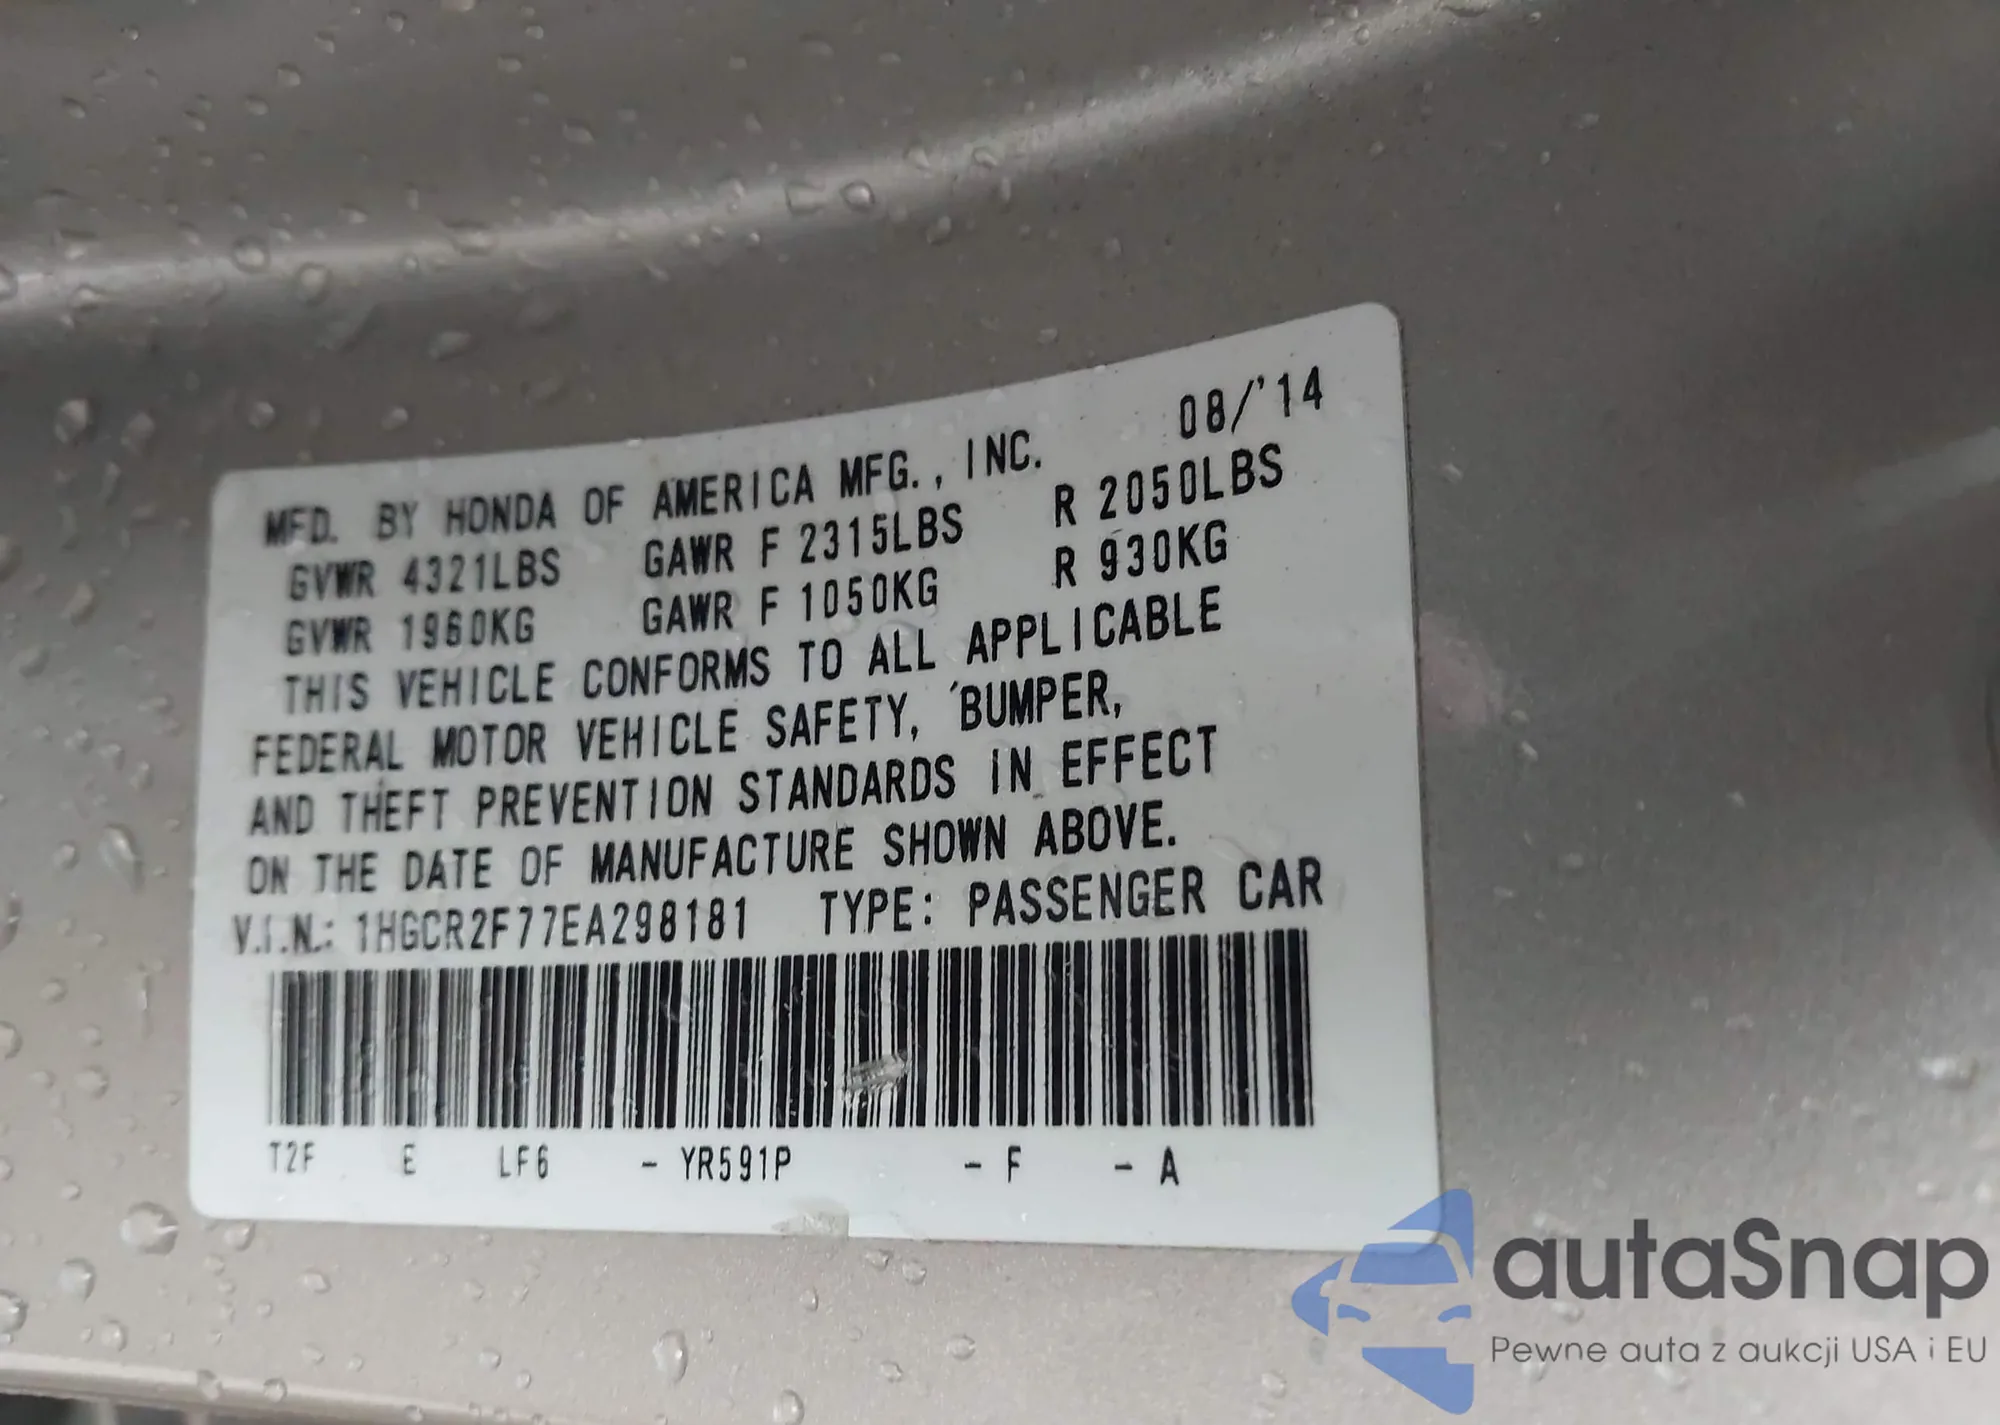 08/'14
MFD. BY HONDA OF AMERICA MFG., INC.
GVWR 4321LBS GAWR F 2315LBS R 2050LBS
GVWR 1960KG GAWR F 1050KG R 930KG
THIS VEHICLE CONFORMS TO ALL APPLICABLE
FEDERAL MOTOR VEHICLE SAFETY, BUMPER,
AND THEFT PREVENTION STANDARDS IN EFFECT
ON THE DATE OF MANUFACTURE SHOWN ABOVE.
V.I.N.: 1HGCR2F77EA298181 TYPE: PASSENGER CAR
T2F E LF6 - YR591P - F - A
autaSnap
Pewne auta z aukcji USA i EU